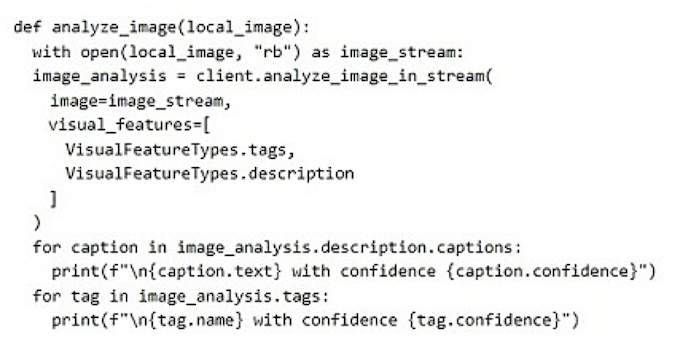 def analyze_image(local_image):
  with open(local_image, "rb") as image_stream:
  image_analysis = client.analyze_image_in_stream(
    image=image_stream,
    visual_features=[
      VisualFeatureTypes.tags,
      VisualFeatureTypes.description
    ]
  )
  for caption in image_analysis.description.captions:
    print(f"\n{caption.text} with confidence {caption.confidence}")
  for tag in image_analysis.tags:
    print(f"\n{tag.name} with confidence {tag.confidence}")